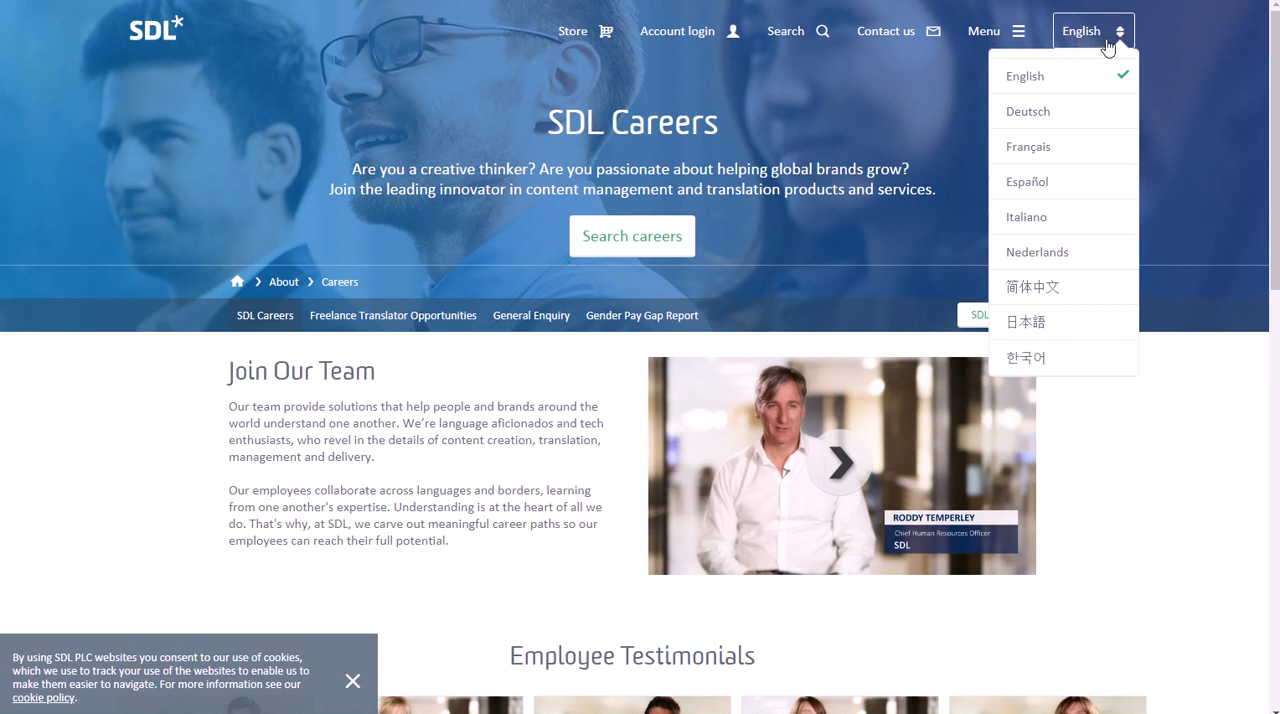 SDL*
Store
Account login
Search
Contact us
Menu
English
English
Deutsch
Français
Español
Italiano
Nederlands
简体中文
日本語
한국어
SDL Careers
Are you a creative thinker? Are you passionate about helping global brands grow?
Join the leading innovator in content management and translation products and services.
Search careers
About
Careers
SDL Careers
Freelance Translator Opportunities
General Enquiry
Gender Pay Gap Report
SDL
Join Our Team
Our team provide solutions that help people and brands around the
world understand one another. We're language aficionados and tech
enthusiasts, who revel in the details of content creation, translation,
management and delivery.
Our employees collaborate across languages and borders, learning
from one another's expertise. Understanding is at the heart of all we
do. That's why, at SDL, we carve out meaningful career paths so our
employees can reach their full potential.
RODDY TEMPERLEY
Chief Human Resources Officer
SDL
Employee Testimonials
By using SDL PLC websites you consent to our use of cookies,
which we use to track your use of the websites to enable us to
make them easier to navigate. For more information see our
cookie policy.